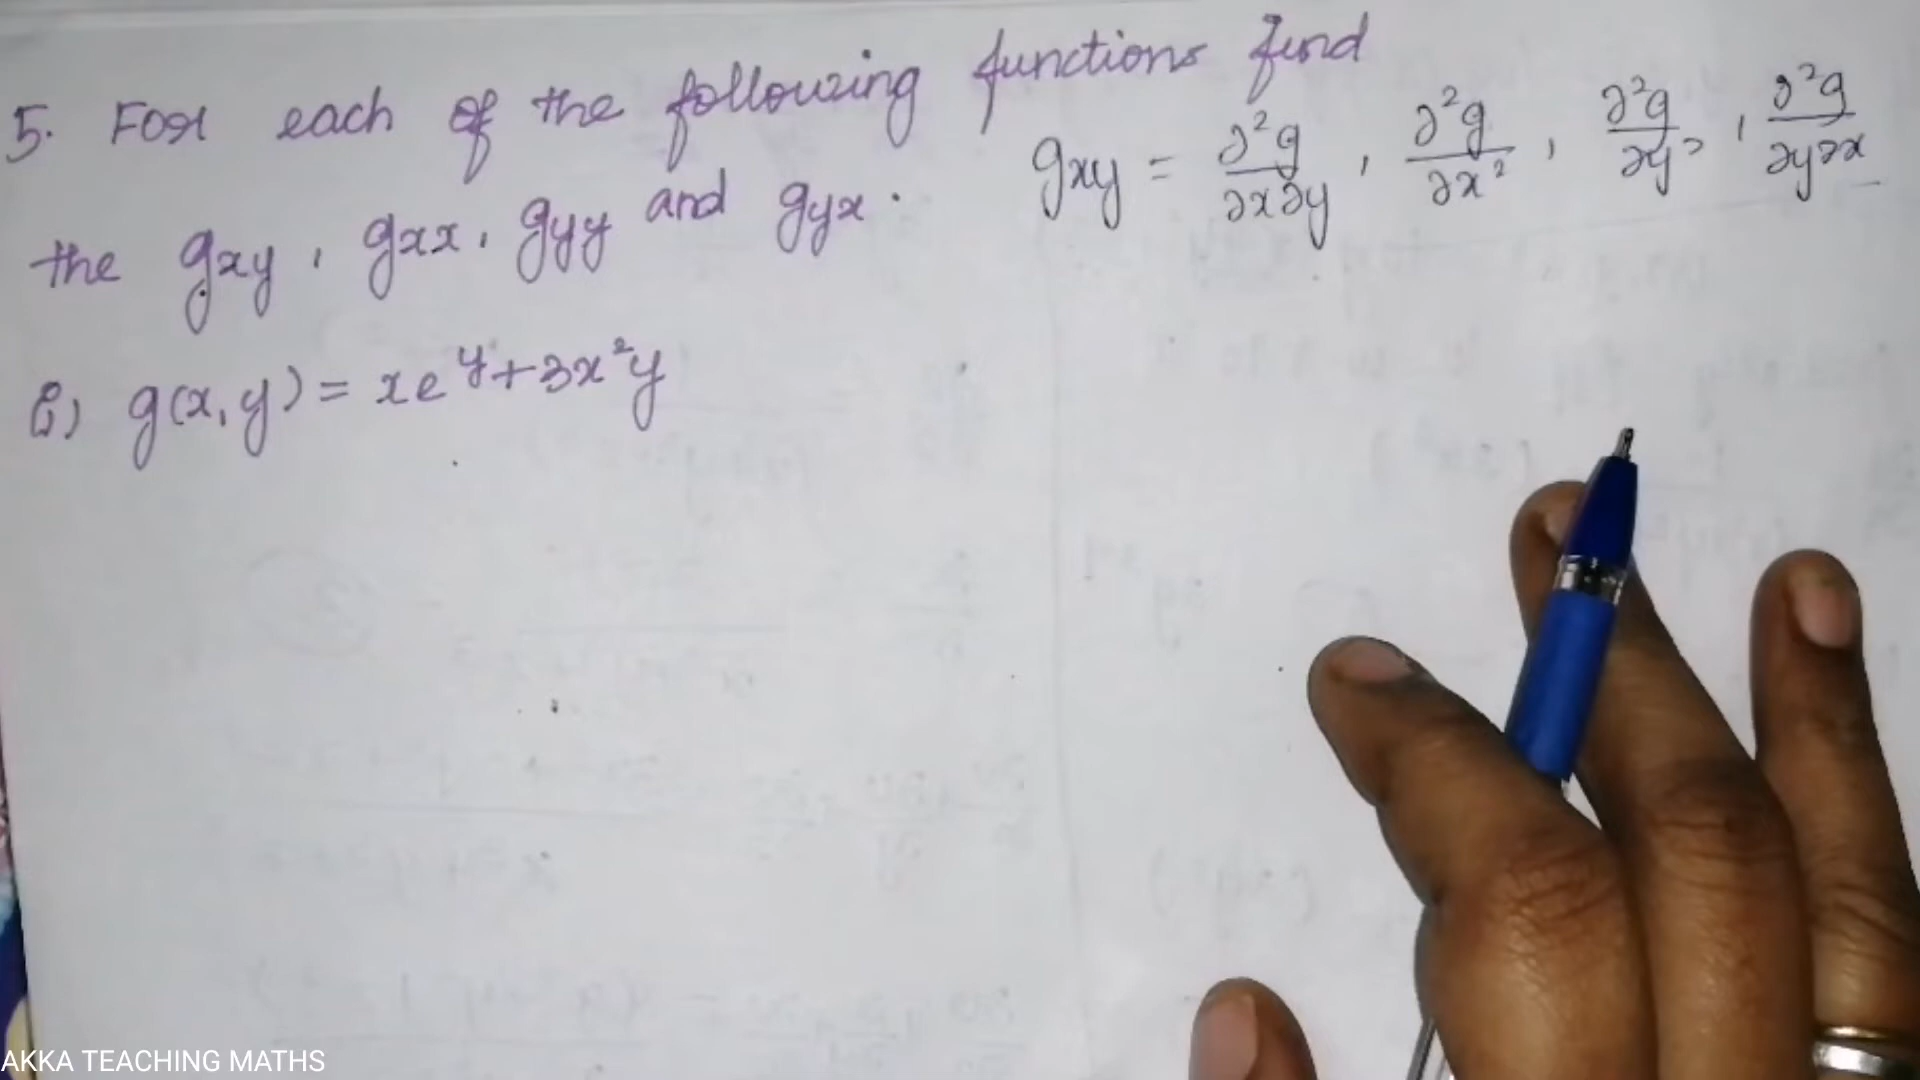 5. For each of the following functions find
the gxy, gxx, gyy and gyx.
gxy = ∂²g/∂x∂y, ∂²g/∂x², ∂²g/∂y², ∂²g/∂y∂x
i) g(x,y) = xe^y+3x²y
AKKA TEACHING MATHS